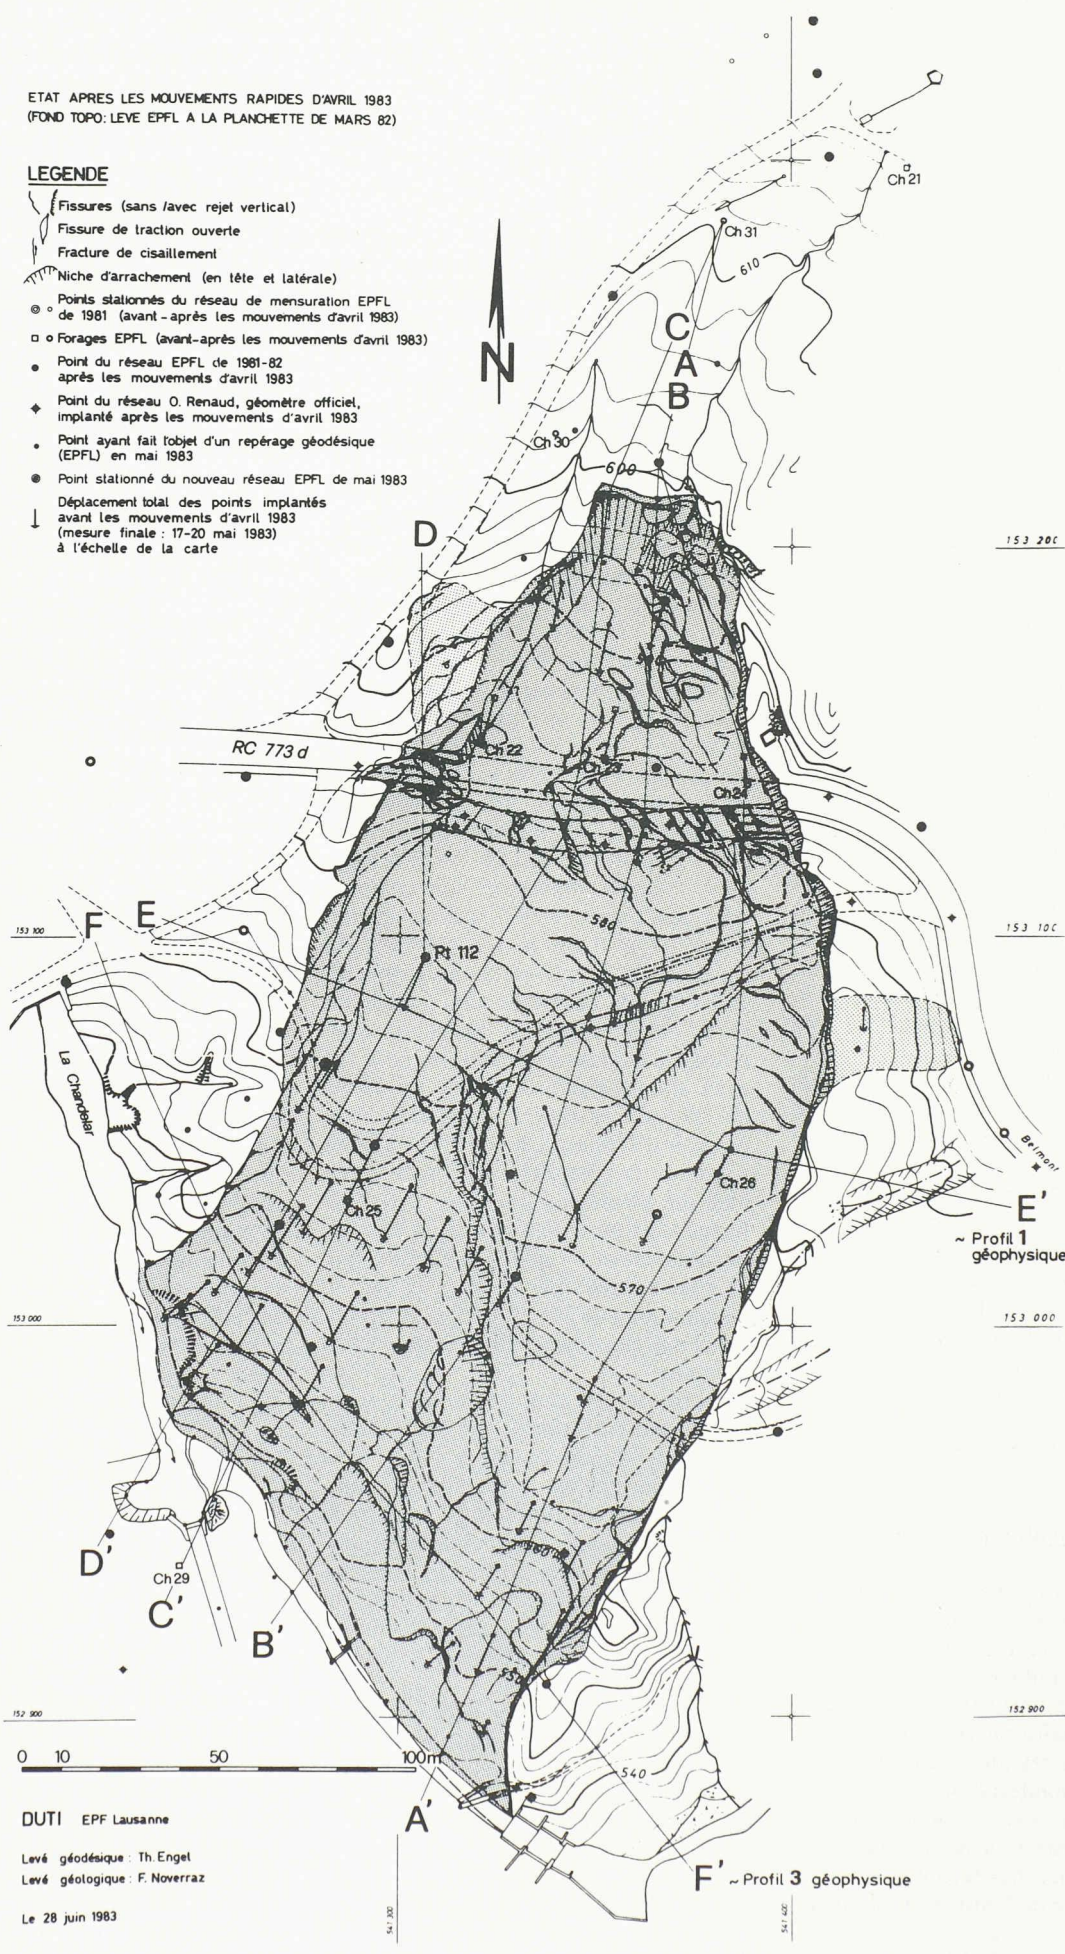 ETAT APRES LES MOUVEMENTS RAPIDES D'AVRIL 1983
(FOND TOPO: LEVE EPFL A LA PLANCHETTE DE MARS 82)
LEGENDE
Fissures (sans /avec rejet vertical)
Fissure de traction ouverte
Fracture de cisaillement
Niche d'arrachement (en tête et latérale)
Points stationnés du réseau de mensuration EPFL
de 1981 (avant-après les mouvements d'avril 1983)
Forages EPFL (avant-après les mouvements d'avril 1983)
Point du réseau EPFL de 1981-82
après les mouvements d'avril 1983
Point du réseau O. Renaud, géomètre officiel,
implanté après les mouvements d'avril 1983
Point ayant fait l'objet d'un repérage géodésique
(EPFL) en mai 1983
Point stationné du nouveau réseau EPFL de mai 1983
Déplacement total des points implantés
avant les mouvements d'avril 1983
(mesure finale : 17-20 mai 1983)
à l'échelle de la carte
N
Ch 21
Ch 31
610
C
A
B
Ch 30
600
D
153 200
RC 773 d
Ch 22
Ch 24
580
E
F
153 100
153 100
Pt 112
La Chandelar
Belmont
Ch 26
Ch 25
E'
~ Profil 1
géophysique
570
153 000
153 000
560
D'
Ch 29
C'
B'
550
152 900
152 900
0 10 50 100m
540
A'
DUTI EPF Lausanne
Levé géodésique : Th. Engel
Levé géologique : F. Noverraz
F' ~ Profil 3 géophysique
Le 28 juin 1983
541 300
541 400